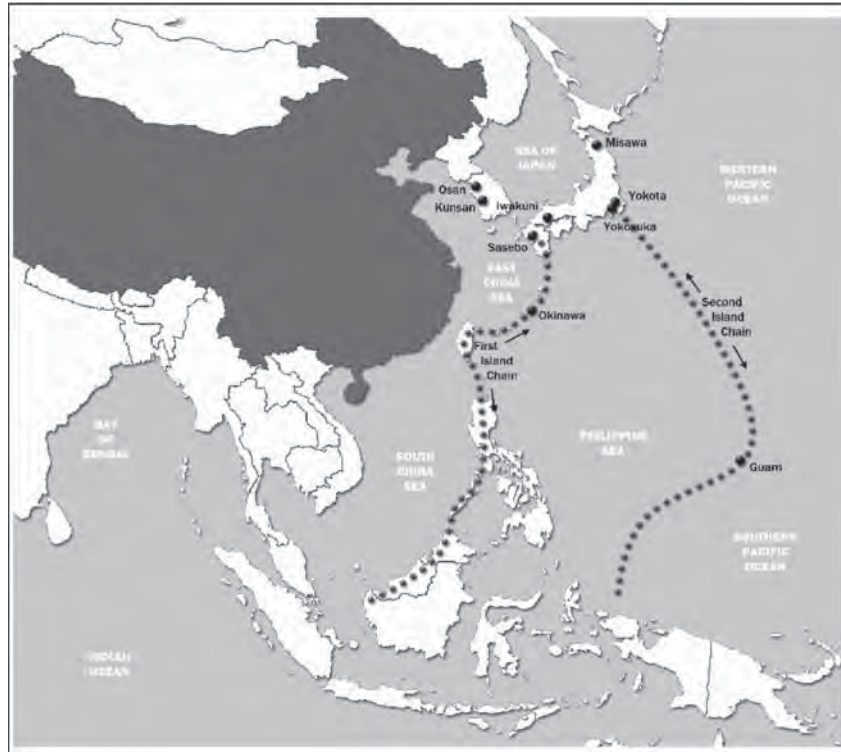 Misawa
SEA OF
JAPAN
WESTERN
PACIFIC
OCEAN
Osan
Kunsan
Iwakuni
Yokota
Yokosuka
Sasebo
EAST
CHINA
SEA
Okinawa
Second
Island
Chain
First
Island
Chain
BAY
OF
BENGAL
SOUTH
CHINA
SEA
PHILIPPINE
SEA
Guam
SOUTHERN
PACIFIC
OCEAN
INDIAN
OCEAN